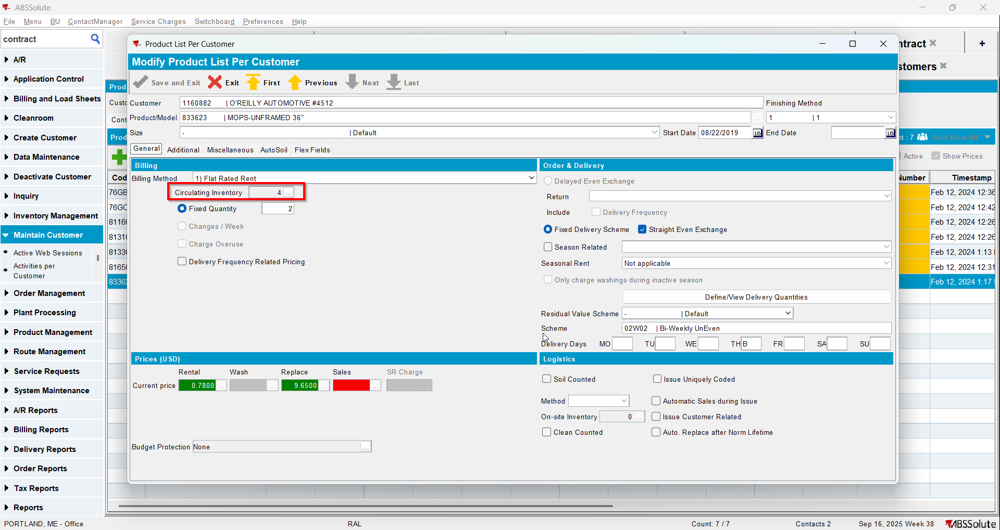 ABSSolute
File Menu BU ContactManager Service Charges Switchboard Preferences Help
contract
A/R
Application Control
Billing and Load Sheets
Cleanroom
Create Customer
Data Maintenance
Deactivate Customer
Inquiry
Inventory Management
Maintain Customer
Active Web Sessions
Activities per
Customer
Order Management
Plant Processing
Product Management
Route Management
Service Requests
System Maintenance
A/R Reports
Billing Reports
Delivery Reports
Order Reports
Tax Reports
Reports
Product List Per Customer
Modify Product List Per Customer
Save and Exit Exit First Previous Next Last
Customer 1160882 | O'REILLY AUTOMOTIVE #4512 Finishing Method
Product/Model 833623 | MOPS-UNFRAMED 36" ... 1 | 1
Size - | Default Start Date 08/22/2019 16 End Date 16
General Additional Miscellaneous AutoSoil Flex Fields
Billing
Billing Method 1) Flat Rated Rent
Circulating Inventory 4 ...
Fixed Quantity 2
Changes / Week
Charge Overuse
Delivery Frequency Related Pricing
Order & Delivery
Delayed Even Exchange
Return
Include Delivery Frequency
Fixed Delivery Scheme Straight Even Exchange
Season Related
Seasonal Rent Not applicable
Only charge washings during inactive season
Define/View Delivery Quantities
Residual Value Scheme - | Default
Scheme 02W02 | Bi-Weekly UnEven
Delivery Days MO TU WE TH B FR SA SU
Prices (USD)
Rental Wash Replace Sales SR Charge
Current price 0.7800 ... ... 9.6500 ... ...
Budget Protection None ...
Logistics
Soil Counted Issue Uniquely Coded
Method Automatic Sales during Issue
On-site Inventory 0 ... Issue Customer Related
Clean Counted Auto. Replace after Norm Lifetime
ntract
+
stomers
Prod
Custo
Cont
Prod
nt : 7 Grid View All
Active Show Prices
Cod Number Timestamp
76GB Feb 12, 2024 12:36
76GC Feb 12, 2024 12:42
8116 Feb 12, 2024 12:26
8131 Feb 12, 2024 12:26
8133 Feb 12, 2024 1:13
8165 Feb 12, 2024 12:31
8336 Feb 12, 2024 1:17
PORTLAND, ME - Office RAL Count: 7 / 7 Contacts 2 Sep 16, 2025 Week 38 ABSSolute